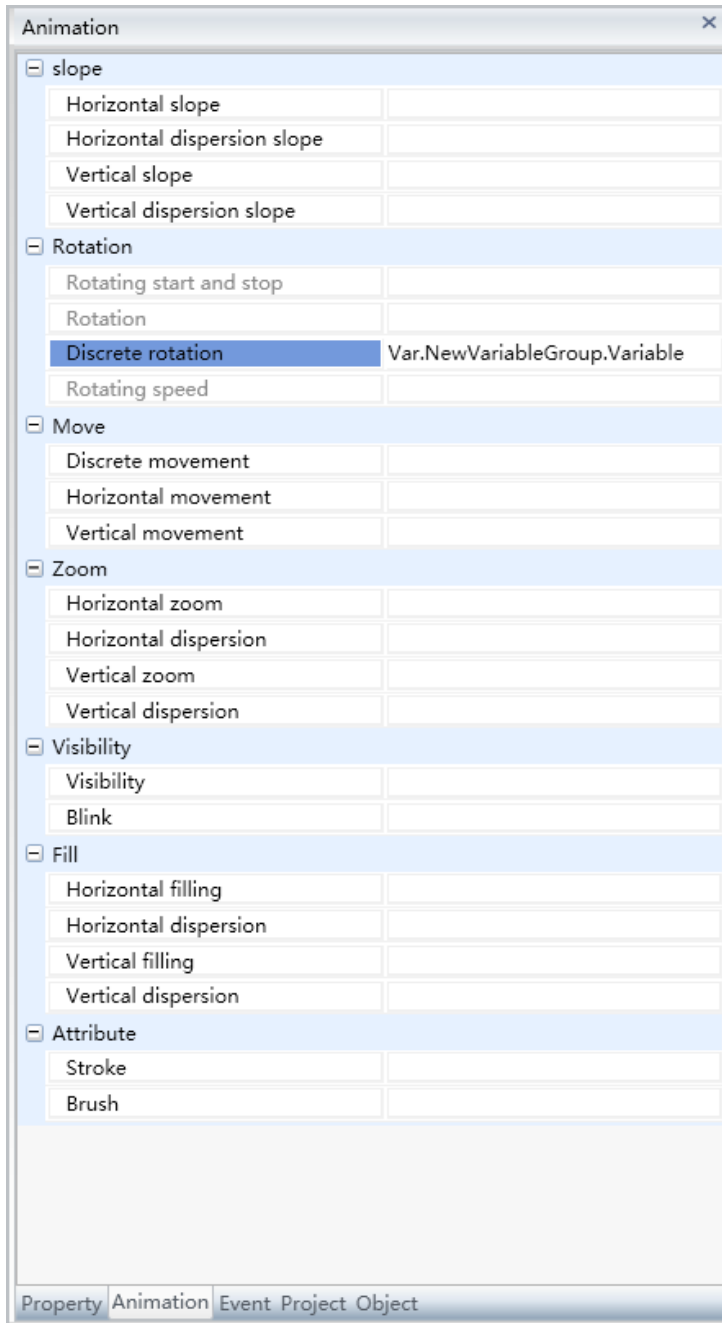 Animation
slope
Horizontal slope
Horizontal dispersion slope
Vertical slope
Vertical dispersion slope
Rotation
Rotating start and stop
Rotation
Discrete rotation Var.NewVariableGroup.Variable
Rotating speed
Move
Discrete movement
Horizontal movement
Vertical movement
Zoom
Horizontal zoom
Horizontal dispersion
Vertical zoom
Vertical dispersion
Visibility
Visibility
Blink
Fill
Horizontal filling
Horizontal dispersion
Vertical filling
Vertical dispersion
Attribute
Stroke
Brush
Property Animation Event Project Object